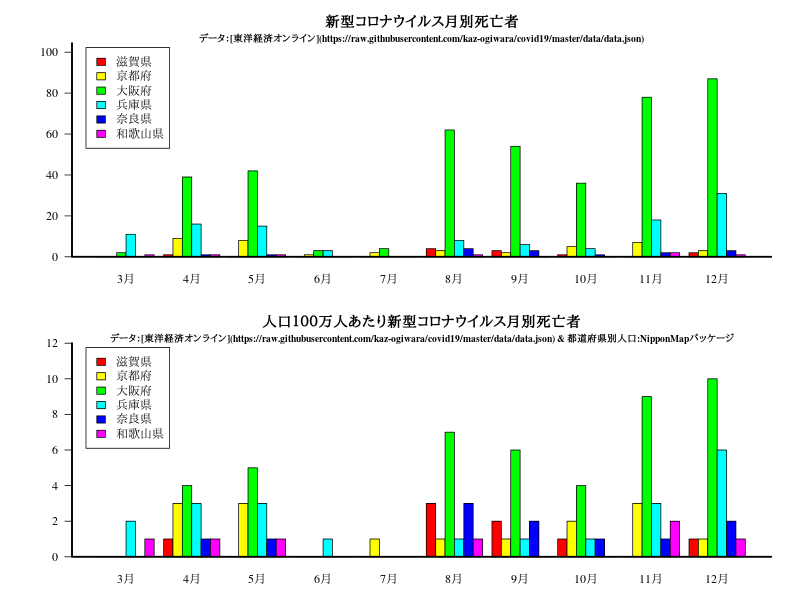 新型コロナウイルス月別死亡者
データ:[東洋経済オンライン](https://raw.githubusercontent.com/kaz-ogiwara/covid19/master/data/data.json)
100
80
60
40
20
0
滋賀県
京都府
大阪府
兵庫県
奈良県
和歌山県
3月 4月 5月 6月 7月 8月 9月 10月 11月 12月
人口100万人あたり新型コロナウイルス月別死亡者
データ:[東洋経済オンライン](https://raw.githubusercontent.com/kaz-ogiwara/covid19/master/data/data.json) & 都道府県別人口:NipponMapパッケージ
12
10
8
6
4
2
0
滋賀県
京都府
大阪府
兵庫県
奈良県
和歌山県
3月 4月 5月 6月 7月 8月 9月 10月 11月 12月